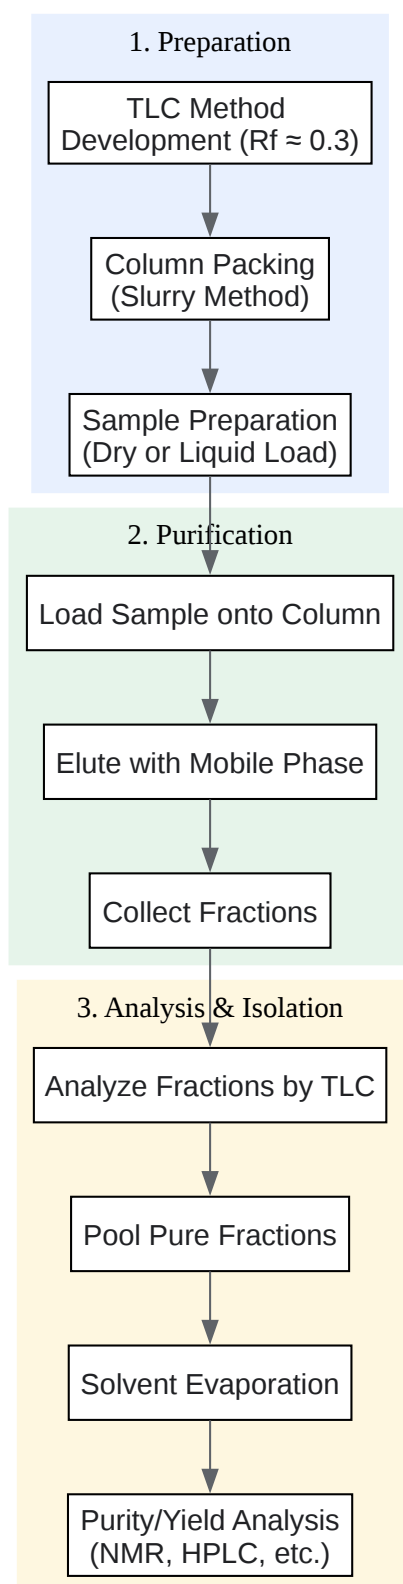 1. Preparation
TLC Method
Development (Rf ≈ 0.3)
Column Packing
(Slurry Method)
Sample Preparation
(Dry or Liquid Load)
2. Purification
Load Sample onto Column
Elute with Mobile Phase
Collect Fractions
3. Analysis & Isolation
Analyze Fractions by TLC
Pool Pure Fractions
Solvent Evaporation
Purity/Yield Analysis
(NMR, HPLC, etc.)